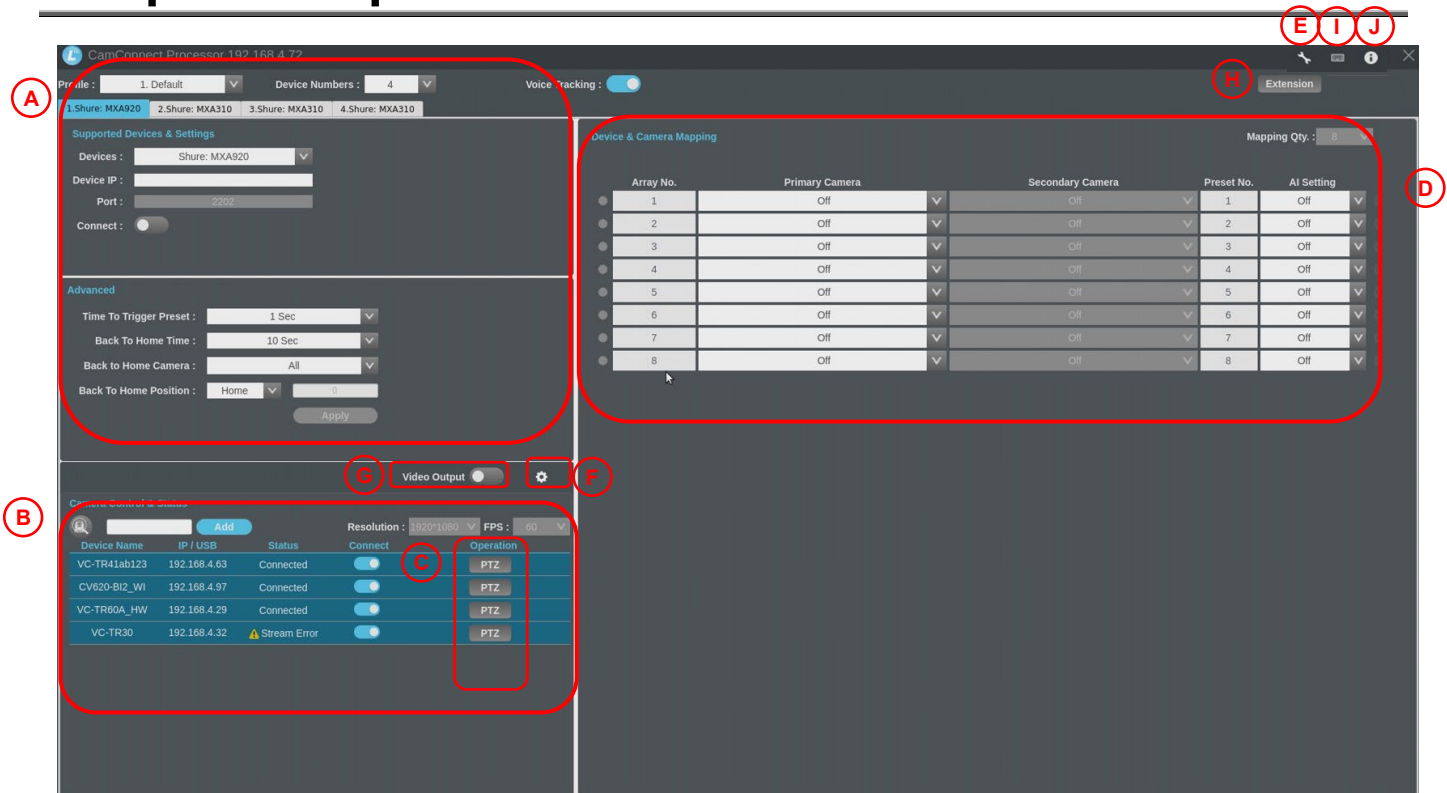 E I J
CamConnect Processor 192.168.4.72
A
Profile : 1. Default Device Numbers : 4 Voice Tracking : H Extension
1.Shure: MXA920 2.Shure: MXA310 3.Shure: MXA310 4.Shure: MXA310
Supported Devices & Settings
Devices : Shure: MXA920
Device IP :
Port : 2202
Connect :
Advanced
Time To Trigger Preset : 1 Sec
Back To Home Time : 10 Sec
Back to Home Camera : All
Back To Home Position : Home 0
Apply
Device & Camera Mapping Mapping Qty. : 8
D
Array No. Primary Camera Secondary Camera Preset No. AI Setting
1 Off Off 1 Off
2 Off Off 2 Off
3 Off Off 3 Off
4 Off Off 4 Off
5 Off Off 5 Off
6 Off Off 6 Off
7 Off Off 7 Off
8 Off Off 8 Off
G Video Output F
B
Camera Control & Status
Add Resolution : 1920*1080 FPS : 60
Device Name IP / USB Status Connect C Operation
VC-TR41ab123 192.168.4.63 Connected PTZ
CV620-BI2_WI 192.168.4.97 Connected PTZ
VC-TR60A_HW 192.168.4.29 Connected PTZ
VC-TR30 192.168.4.32 Stream Error PTZ